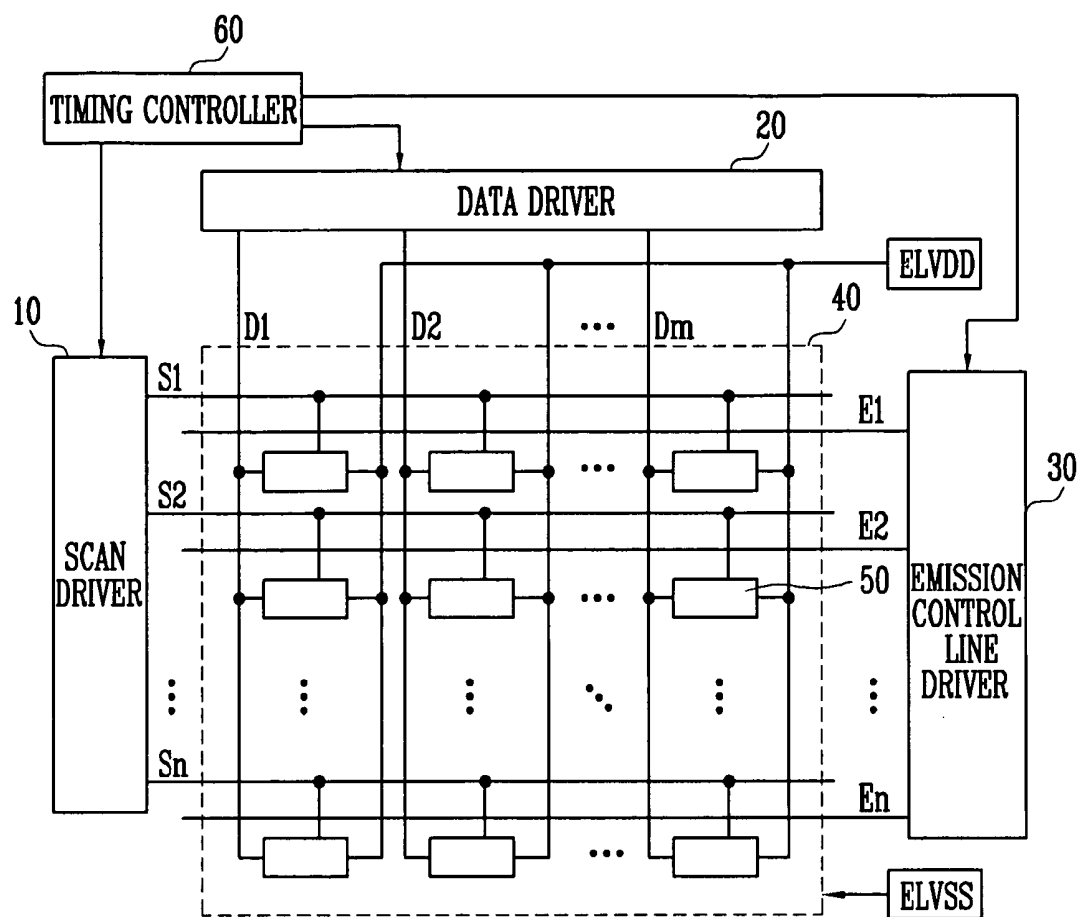 60
TIMING CONTROLLER
20
DATA DRIVER
ELVDD
10
D1
D2
Dm
40
S1
E1
S2
E2
30
SCAN
DRIVER
50
EMISSION
CONTROL
LINE
DRIVER
Sn
En
ELVSS